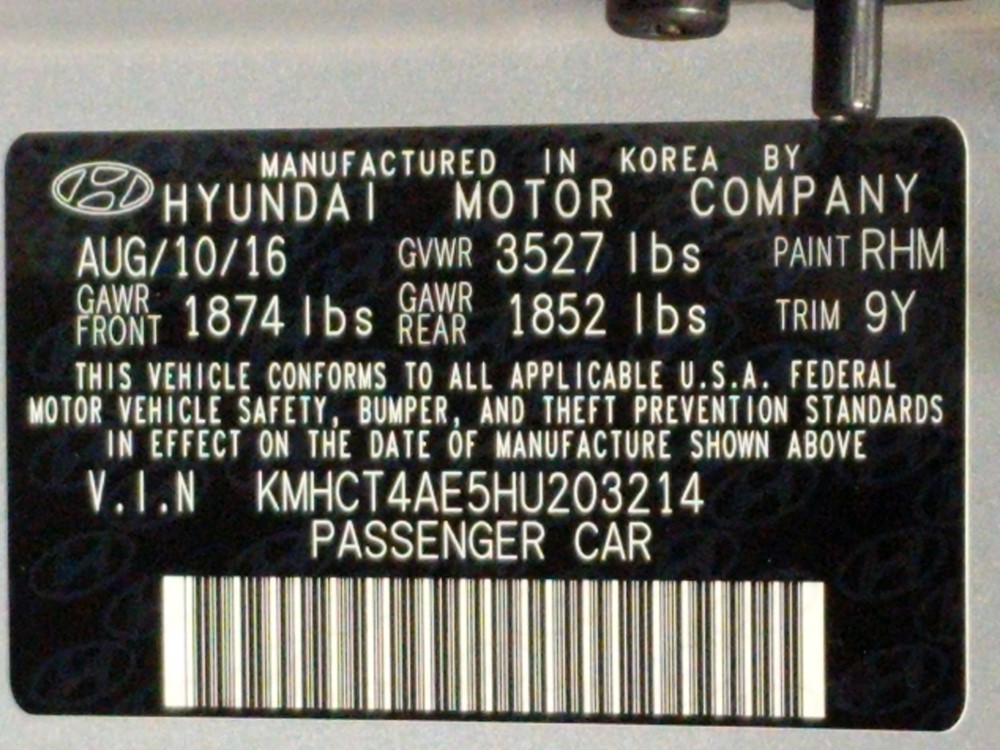 MANUFACTURED IN KOREA BY
HYUNDAI MOTOR COMPANY
AUG/10/16 GVWR 3527 lbs PAINT RHM
GAWR FRONT 1874 lbs GAWR REAR 1852 lbs TRIM 9Y
THIS VEHICLE CONFORMS TO ALL APPLICABLE U.S.A. FEDERAL
MOTOR VEHICLE SAFETY, BUMPER, AND THEFT PREVENTION STANDARDS
IN EFFECT ON THE DATE OF MANUFACTURE SHOWN ABOVE
V.I.N KMHCT4AE5HU203214
PASSENGER CAR